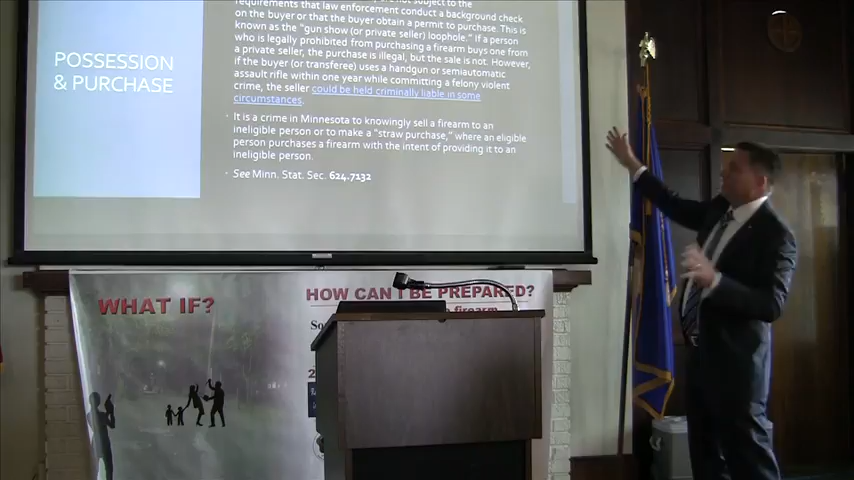 requirements that law enforcement conduct a background check
on the buyer or that the buyer obtain a permit to purchase. This is
known as the "gun show (or private seller) loophole." If a person
who is legally prohibited from purchasing a firearm buys one from
a private seller, the purchase is illegal, but the sale is not. However,
if the buyer (or transferee) uses a handgun or semiautomatic
assault rifle within one year while committing a felony violent
crime, the seller could be held criminally liable in some
circumstances.
It is a crime in Minnesota to knowingly sell a firearm to an
ineligible person or to make a "straw purchase," where an eligible
person purchases a firearm with the intent of providing it to an
ineligible person.
See Minn. Stat. Sec. 624.7132
POSSESSION
& PURCHASE
WHAT IF?
HOW CAN I BE PREPARED?
So
firearm